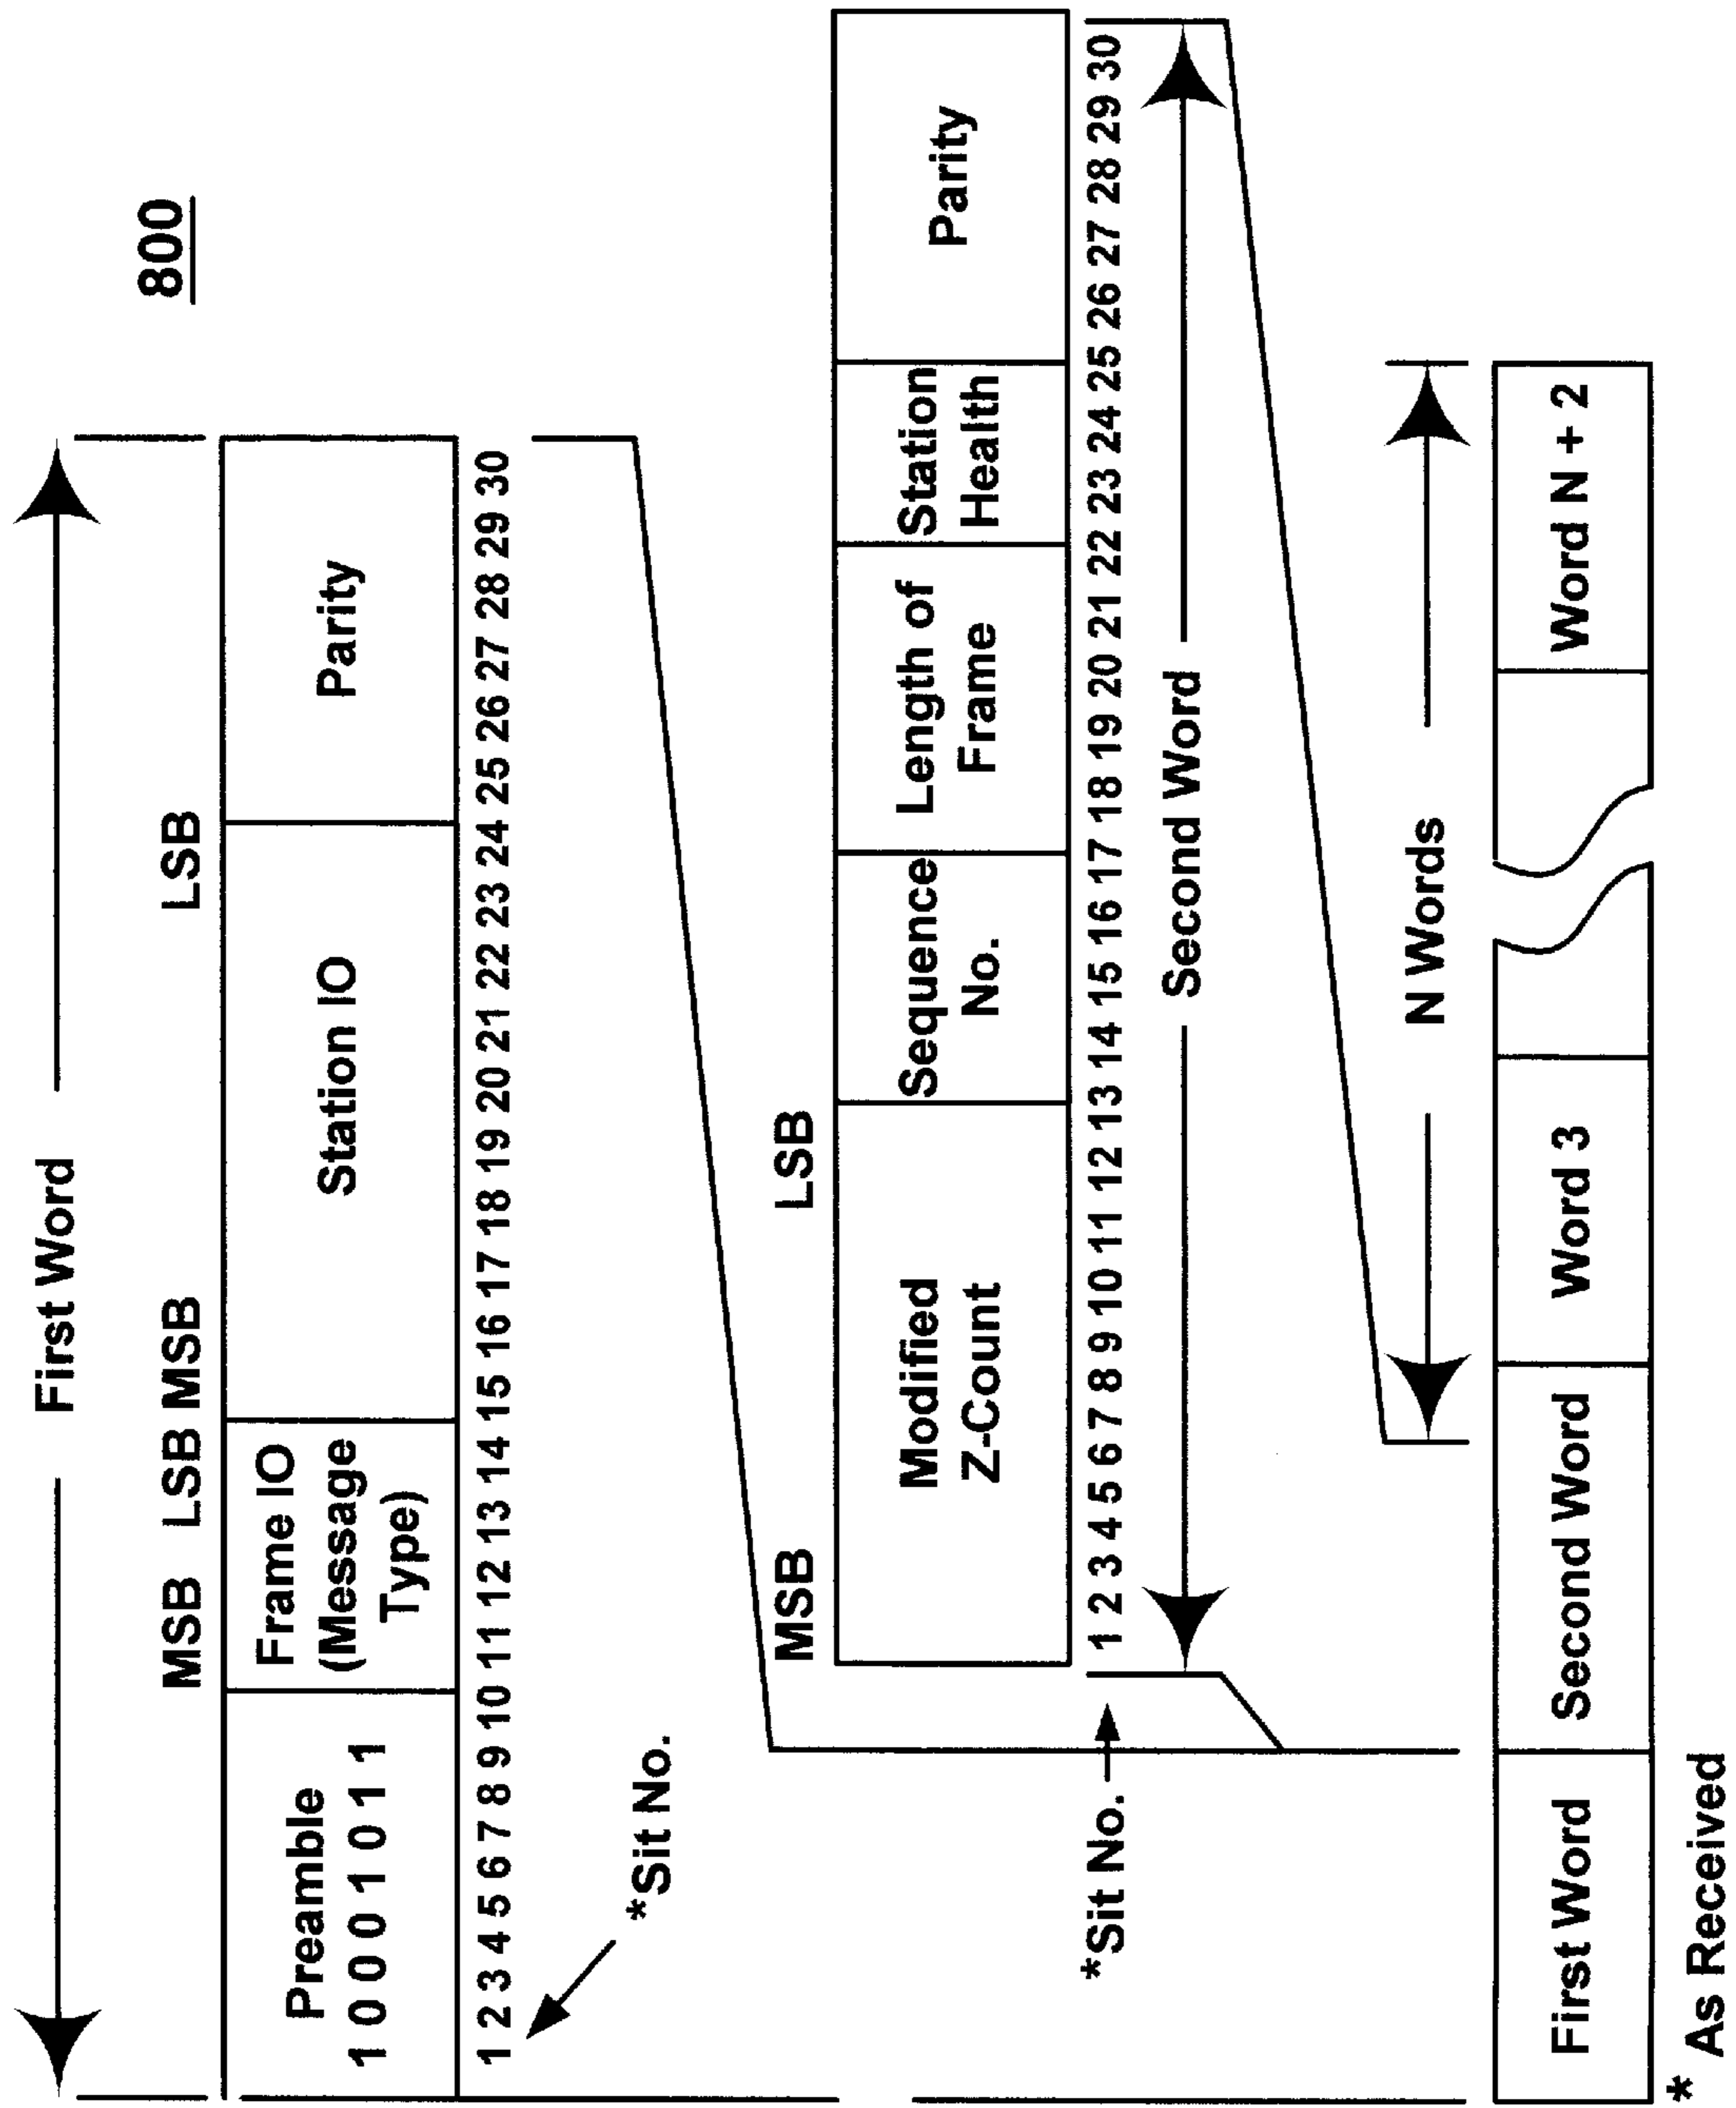 800
First Word
MSB LSB MSB LSB
Preamble
1 0 0 0 1 0 1 1
Frame IO
(Message
Type)
Station IO
Parity
1 2 3 4 5 6 7 8 9 10 11 12 13 14 15 16 17 18 19 20 21 22 23 24 25 26 27 28 29 30
*Sit No.
MSB LSB
Modified
Z-Count
Sequence
No.
Length of
Frame
Station
Health
Parity
*Sit No.
1 2 3 4 5 6 7 8 9 10 11 12 13 14 15 16 17 18 19 20 21 22 23 24 25 26 27 28 29 30
Second Word
N Words
First Word
Second Word
Word 3
Word N + 2
* As Received